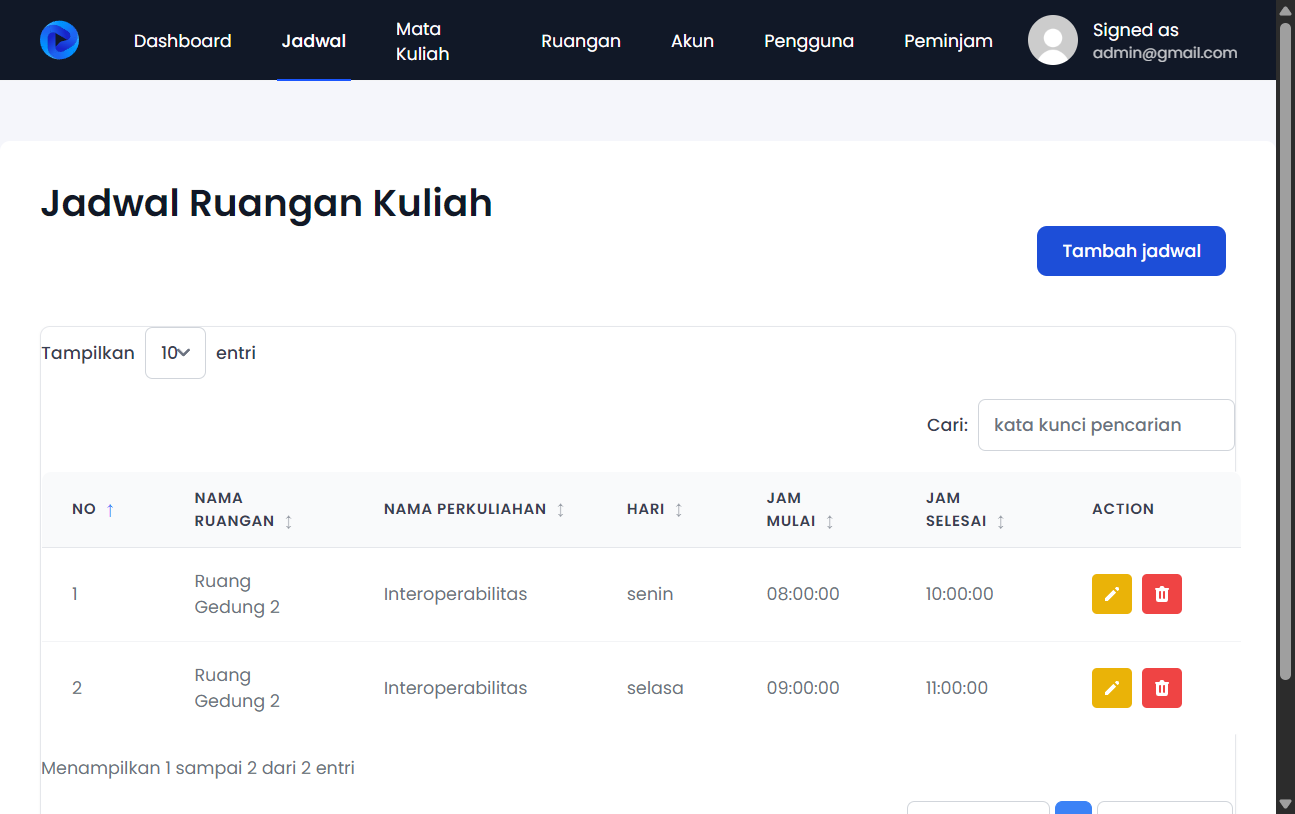 Dashboard
Jadwal
Mata
Kuliah
Ruangan
Akun
Pengguna
Peminjam
Signed as
admin@gmail.com
Jadwal Ruangan Kuliah
Tambah jadwal
Tampilkan 10 entri
Cari: kata kunci pencarian
NO
NAMA
RUANGAN
NAMA PERKULIAHAN
HARI
JAM
MULAI
JAM
SELESAI
ACTION
1
Ruang
Gedung 2
Interoperabilitas
senin
08:00:00
10:00:00
2
Ruang
Gedung 2
Interoperabilitas
selasa
09:00:00
11:00:00
Menampilkan 1 sampai 2 dari 2 entri